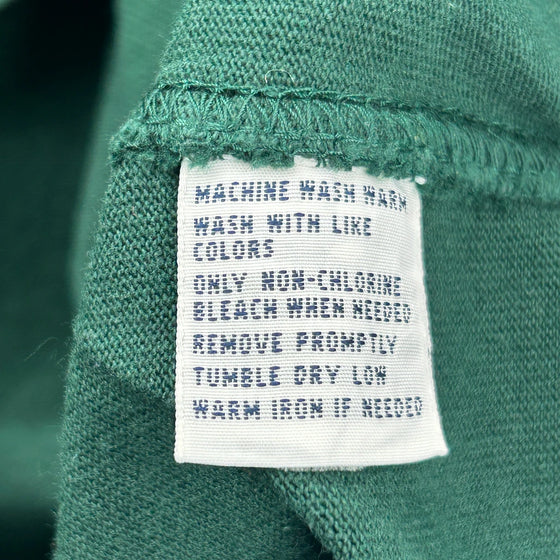 MACHINE WASH WARM
WASH WITH LIKE
COLORS
ONLY NON-CHLORINE
BLEACH WHEN NEEDED
REMOVE PROMPTLY
TUMBLE DRY LOW
WARM IRON IF NEEDED